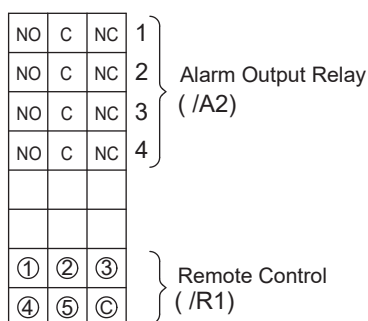 NO C NC 1
NO C NC 2
NO C NC 3
NO C NC 4
Alarm Output Relay
( /A2)
① ② ③
④ ⑤ Ⓒ
Remote Control
( /R1)